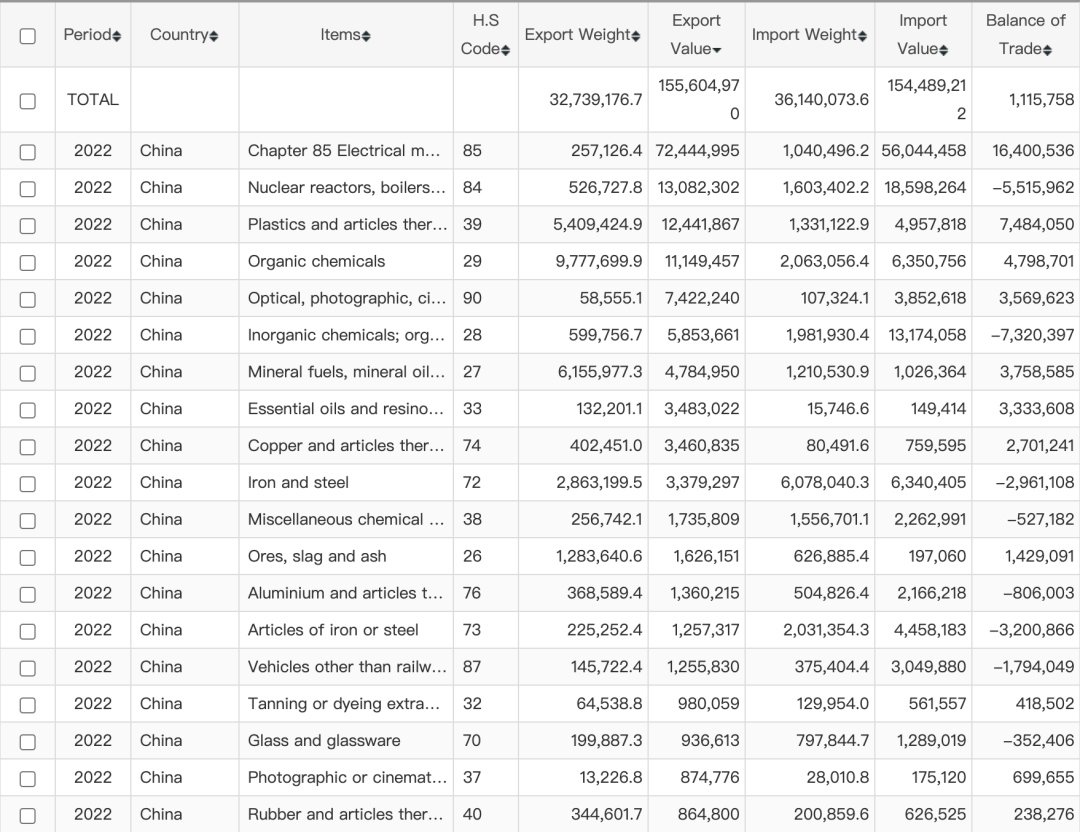 Period Country Items H.S Code Export Weight Export Value Import Weight Import Value Balance of Trade
TOTAL 32,739,176.7 155,604,970 36,140,073.6 154,489,212 1,115,758
2022 China Chapter 85 Electrical m... 85 257,126.4 72,444,995 1,040,496.2 56,044,458 16,400,536
2022 China Nuclear reactors, boilers... 84 526,727.8 13,082,302 1,603,402.2 18,598,264 −5,515,962
2022 China Plastics and articles ther... 39 5,409,424.9 12,441,867 1,331,122.9 4,957,818 7,484,050
2022 China Organic chemicals 29 9,777,699.9 11,149,457 2,063,056.4 6,350,756 4,798,701
2022 China Optical, photographic, ci... 90 58,555.1 7,422,240 107,324.1 3,852,618 3,569,623
2022 China Inorganic chemicals; org... 28 599,756.7 5,853,661 1,981,930.4 13,174,058 −7,320,397
2022 China Mineral fuels, mineral oil... 27 6,155,977.3 4,784,950 1,210,530.9 1,026,364 3,758,585
2022 China Essential oils and resino... 33 132,201.1 3,483,022 15,746.6 149,414 3,333,608
2022 China Copper and articles ther... 74 402,451.0 3,460,835 80,491.6 759,595 2,701,241
2022 China Iron and steel 72 2,863,199.5 3,379,297 6,078,040.3 6,340,405 −2,961,108
2022 China Miscellaneous chemical ... 38 256,742.1 1,735,809 1,556,701.1 2,262,991 −527,182
2022 China Ores, slag and ash 26 1,283,640.6 1,626,151 626,885.4 197,060 1,429,091
2022 China Aluminium and articles t... 76 368,589.4 1,360,215 504,826.4 2,166,218 −806,003
2022 China Articles of iron or steel 73 225,252.4 1,257,317 2,031,354.3 4,458,183 −3,200,866
2022 China Vehicles other than railw... 87 145,722.4 1,255,830 375,404.4 3,049,880 −1,794,049
2022 China Tanning or dyeing extra... 32 64,538.8 980,059 129,954.0 561,557 418,502
2022 China Glass and glassware 70 199,887.3 936,613 797,844.7 1,289,019 −352,406
2022 China Photographic or cinemat... 37 13,226.8 874,776 28,010.8 175,120 699,655
2022 China Rubber and articles ther... 40 344,601.7 864,800 200,859.6 626,525 238,276